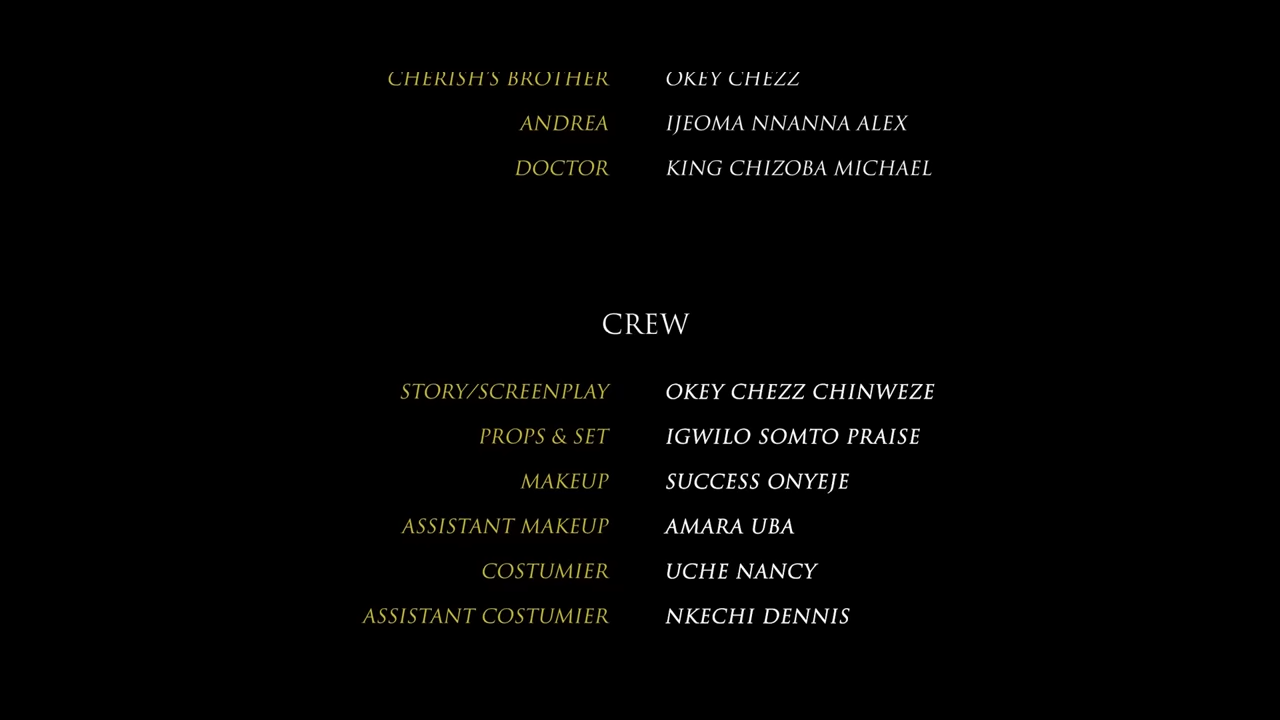 CHERISH'S BROTHER OKEY CHEZZ
ANDREA IJEOMA NNANNA ALEX
DOCTOR KING CHIZOBA MICHAEL
CREW
STORY/SCREENPLAY OKEY CHEZZ CHINWEZE
PROPS & SET IGWILO SOMTO PRAISE
MAKEUP SUCCESS ONYEJE
ASSISTANT MAKEUP AMARA UBA
COSTUMIER UCHE NANCY
ASSISTANT COSTUMIER NKECHI DENNIS